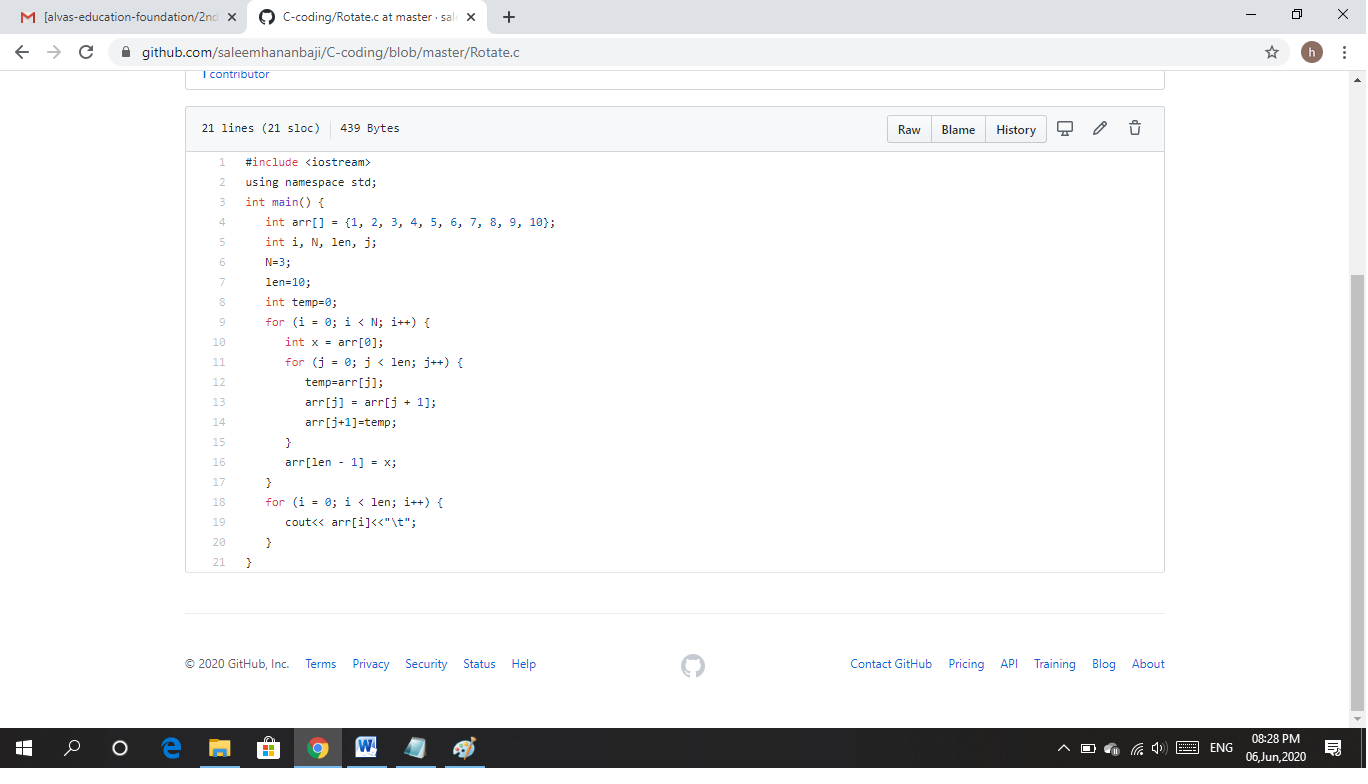 [alvas-education-foundation/2nd
C-coding/Rotate.c at master · sale
github.com/saleemhananbaji/C-coding/blob/master/Rotate.c
h
1 contributor
21 lines (21 sloc) 439 Bytes
Raw Blame History
1 #include <iostream>
2 using namespace std;
3 int main() {
4 int arr[] = {1, 2, 3, 4, 5, 6, 7, 8, 9, 10};
5 int i, N, len, j;
6 N=3;
7 len=10;
8 int temp=0;
9 for (i = 0; i < N; i++) {
10 int x = arr[0];
11 for (j = 0; j < len; j++) {
12 temp=arr[j];
13 arr[j] = arr[j + 1];
14 arr[j+1]=temp;
15 }
16 arr[len - 1] = x;
17 }
18 for (i = 0; i < len; i++) {
19 cout<< arr[i]<<"\t";
20 }
21 }
© 2020 GitHub, Inc. Terms Privacy Security Status Help Contact GitHub Pricing API Training Blog About
ENG
08:28 PM
06,Jun,2020